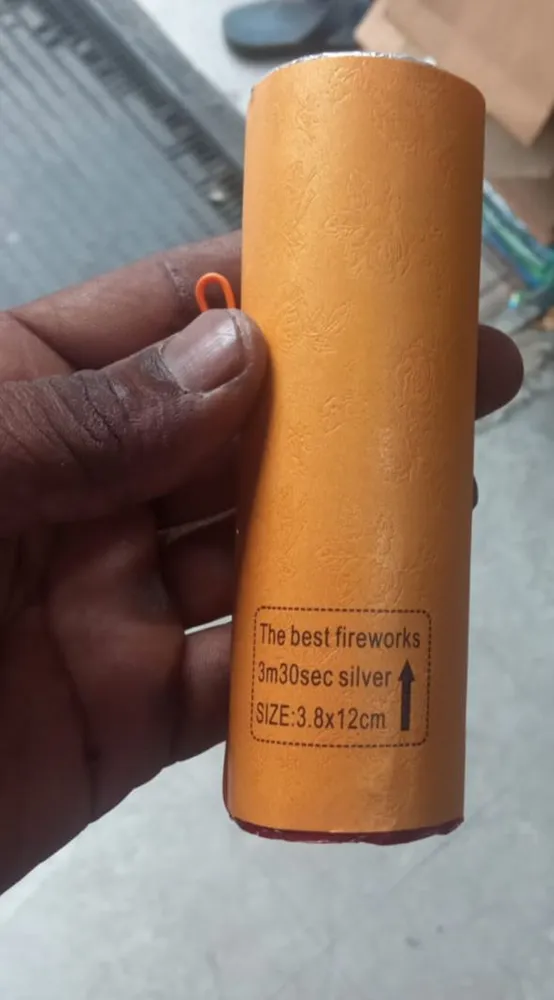 The best fireworks
3m30sec silver
SIZE:3.8x12cm